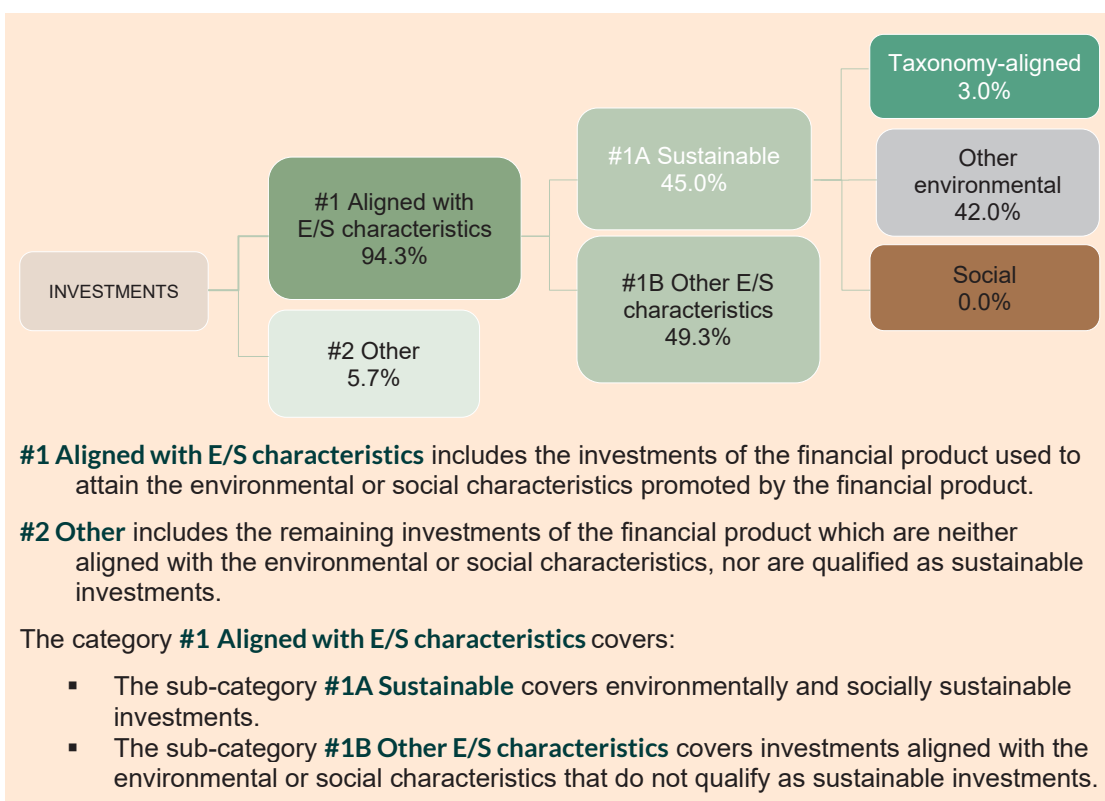 Taxonomy-aligned
3.0%
#1A Sustainable
45.0%
Other
environmental
42.0%
#1 Aligned with
E/S characteristics
94.3%
#1B Other E/S
characteristics
49.3%
Social
0.0%
INVESTMENTS
#2 Other
5.7%
#1 Aligned with E/S characteristics includes the investments of the financial product used to
attain the environmental or social characteristics promoted by the financial product.
#2 Other includes the remaining investments of the financial product which are neither
aligned with the environmental or social characteristics, nor are qualified as sustainable
investments.
The category #1 Aligned with E/S characteristics covers:
▪ The sub-category #1A Sustainable covers environmentally and socially sustainable
investments.
▪ The sub-category #1B Other E/S characteristics covers investments aligned with the
environmental or social characteristics that do not qualify as sustainable investments.